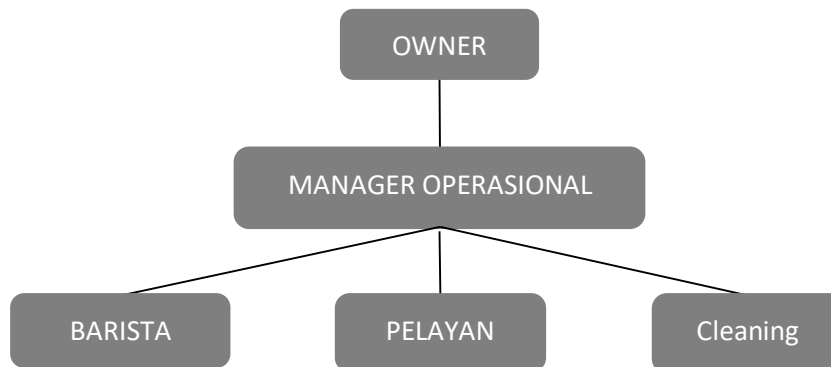 OWNER
MANAGER OPERASIONAL
BARISTA
PELAYAN
Cleaning